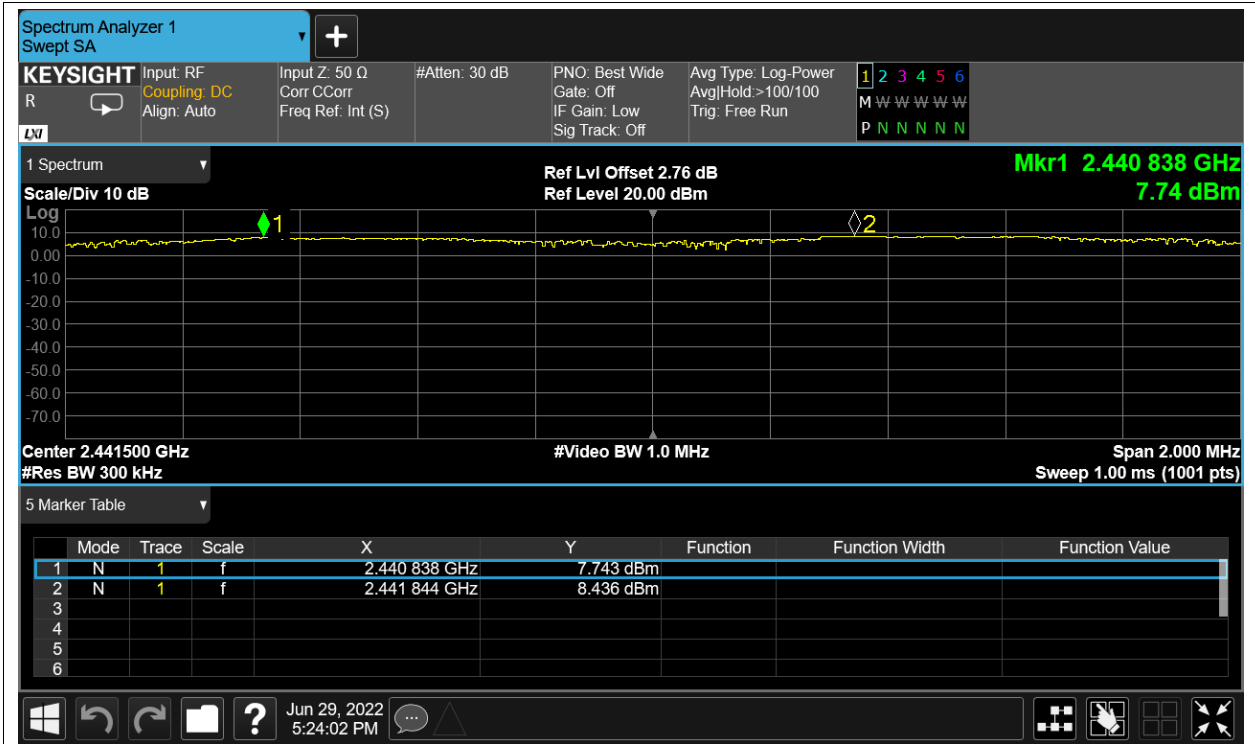 Spectrum Analyzer 1
Swept SA
KEYSIGHT
R
LXI
Input: RF
Coupling: DC
Align: Auto
Input Z: 50 Ω
Corr CCorr
Freq Ref: Int (S)
#Atten: 30 dB
PNO: Best Wide
Gate: Off
IF Gain: Low
Sig Track: Off
Avg Type: Log-Power
Avg|Hold:>100/100
Trig: Free Run
1 2 3 4 5 6
M W W W W W
P N N N N N
1 Spectrum
Scale/Div 10 dB
Ref Lvl Offset 2.76 dB
Ref Level 20.00 dBm
Mkr1 2.440 838 GHz
7.74 dBm
Log
10.0
0.00
-10.0
-20.0
-30.0
-40.0
-50.0
-60.0
-70.0
1
2
Center 2.441500 GHz
#Video BW 1.0 MHz
Span 2.000 MHz
#Res BW 300 kHz
Sweep 1.00 ms (1001 pts)
5 Marker Table
Mode Trace Scale X Y Function Function Width Function Value
1 N 1 f 2.440 838 GHz 7.743 dBm
2 N 1 f 2.441 844 GHz 8.436 dBm
3
4
5
6
?
Jun 29, 2022
5:24:02 PM